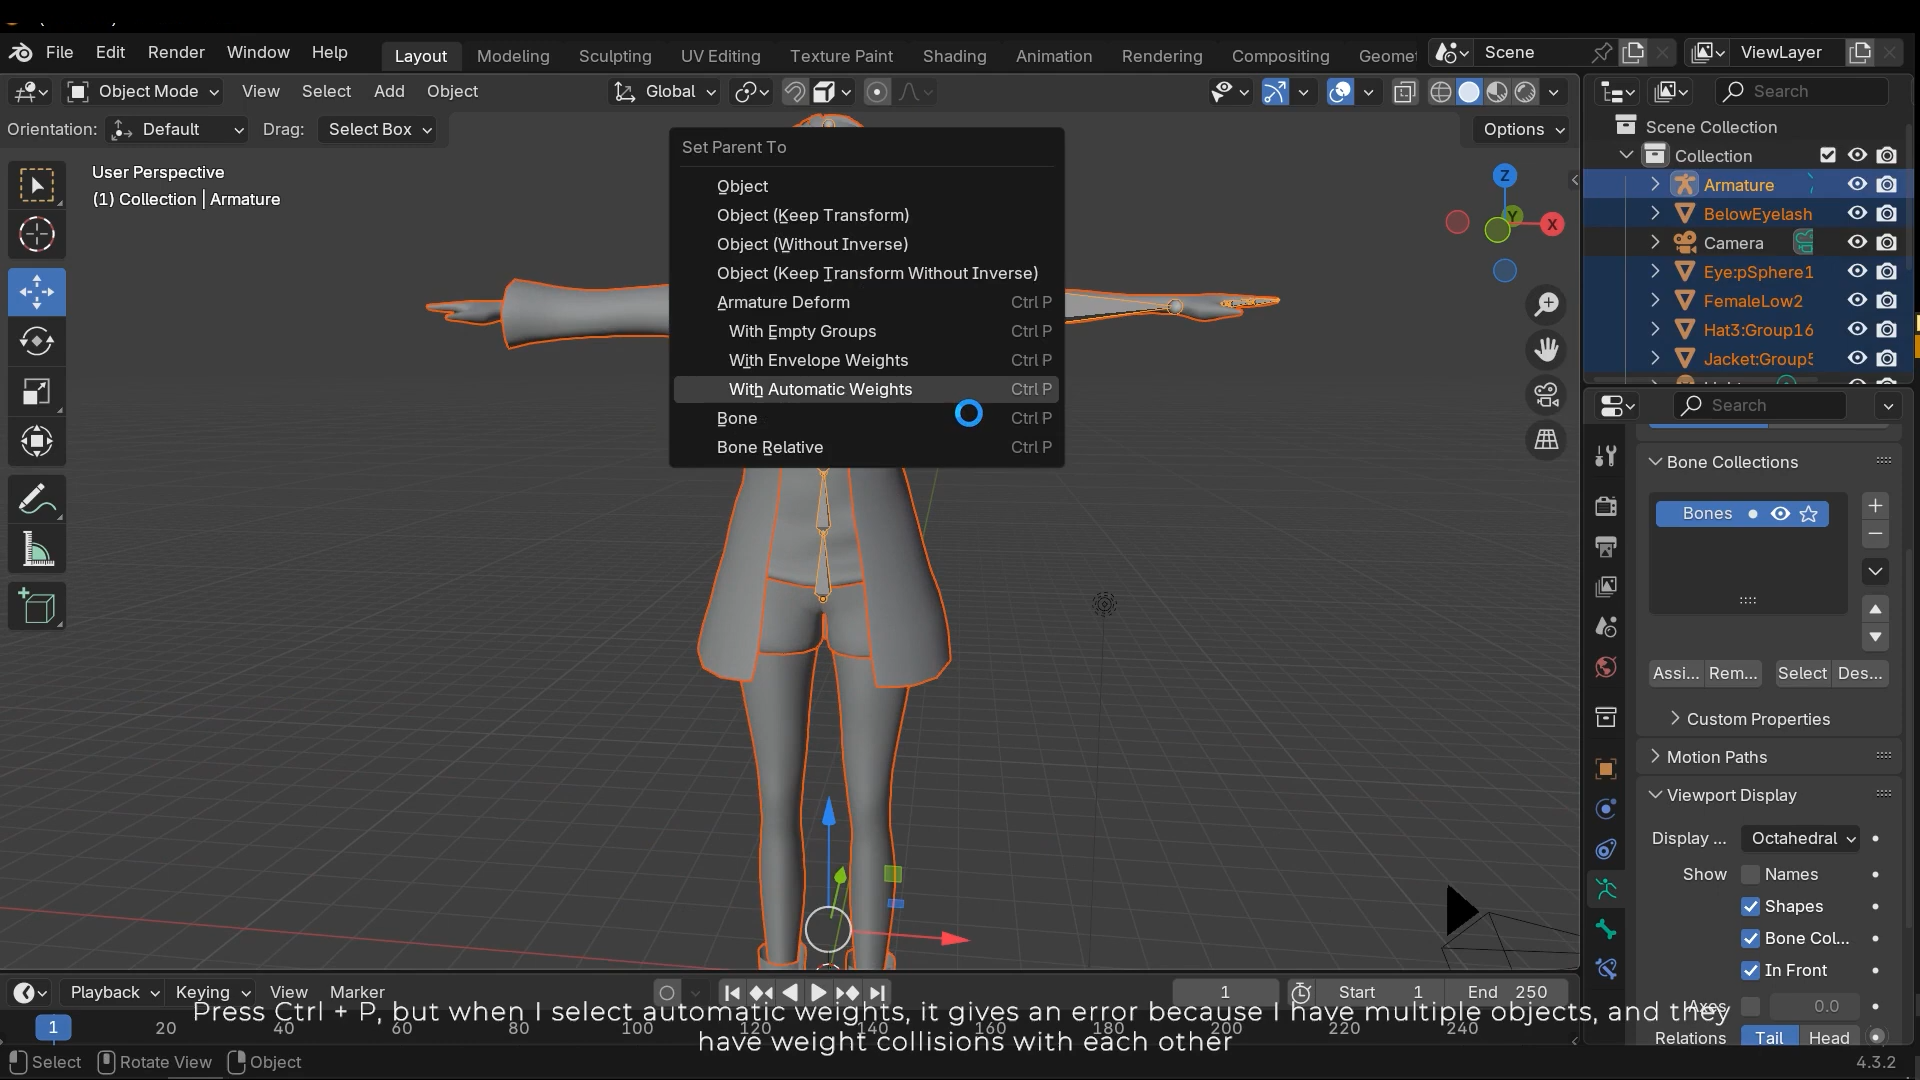 File Edit Render Window Help Layout Modeling Sculpting UV Editing Texture Paint Shading Animation Rendering Compositing Geomet Scene ViewLayer
Object Mode View Select Add Object Global Search
Orientation: Default Drag: Select Box Options
User Perspective
(1) Collection | Armature
Set Parent To
Object
Object (Keep Transform)
Object (Without Inverse)
Object (Keep Transform Without Inverse)
Armature Deform Ctrl P
With Empty Groups Ctrl P
With Envelope Weights Ctrl P
With Automatic Weights Ctrl P
Bone Ctrl P
Bone Relative Ctrl P
Z
Y
X
Scene Collection
Collection
Armature
BelowEyelash
Camera
Eye:pSphere1
FemaleLow2
Hat3:Group16
Jacket:Group5
Search
Bone Collections
Bones
Assi... Rem... Select Des...
Custom Properties
Motion Paths
Viewport Display
Display ... Octahedral
Show Names
Shapes
Bone Col...
In Front
Axes 0.0
Relations Tail Head
Playback Keying View Marker 1 Start 1 End 250
1 20 40 60 80 100 120 140 160 180 200 220 240
Press Ctrl + P, but when I select automatic weights, it gives an error because I have multiple objects, and they
have weight collisions with each other
Select Rotate View Object 4.3.2